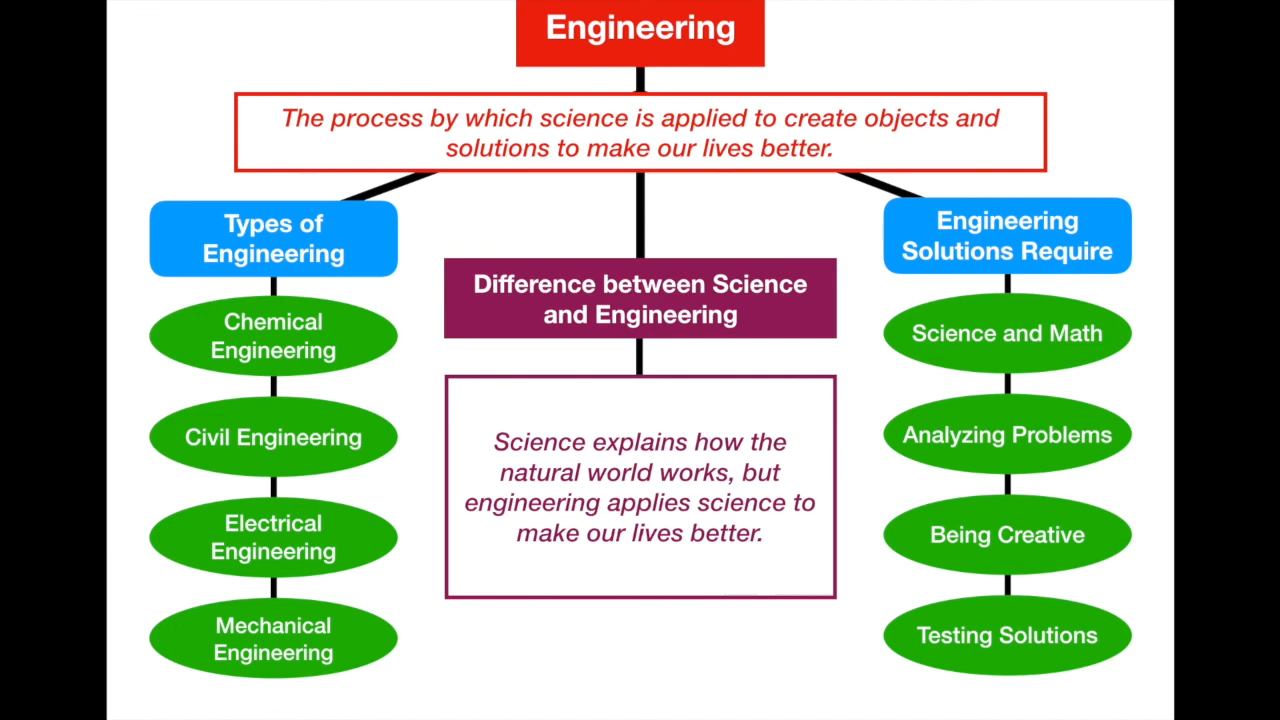 Engineering
The process by which science is applied to create objects and
solutions to make our lives better.
Types of
Engineering
Chemical
Engineering
Civil Engineering
Electrical
Engineering
Mechanical
Engineering
Difference between Science
and Engineering
Science explains how the
natural world works, but
engineering applies science to
make our lives better.
Engineering
Solutions Require
Science and Math
Analyzing Problems
Being Creative
Testing Solutions